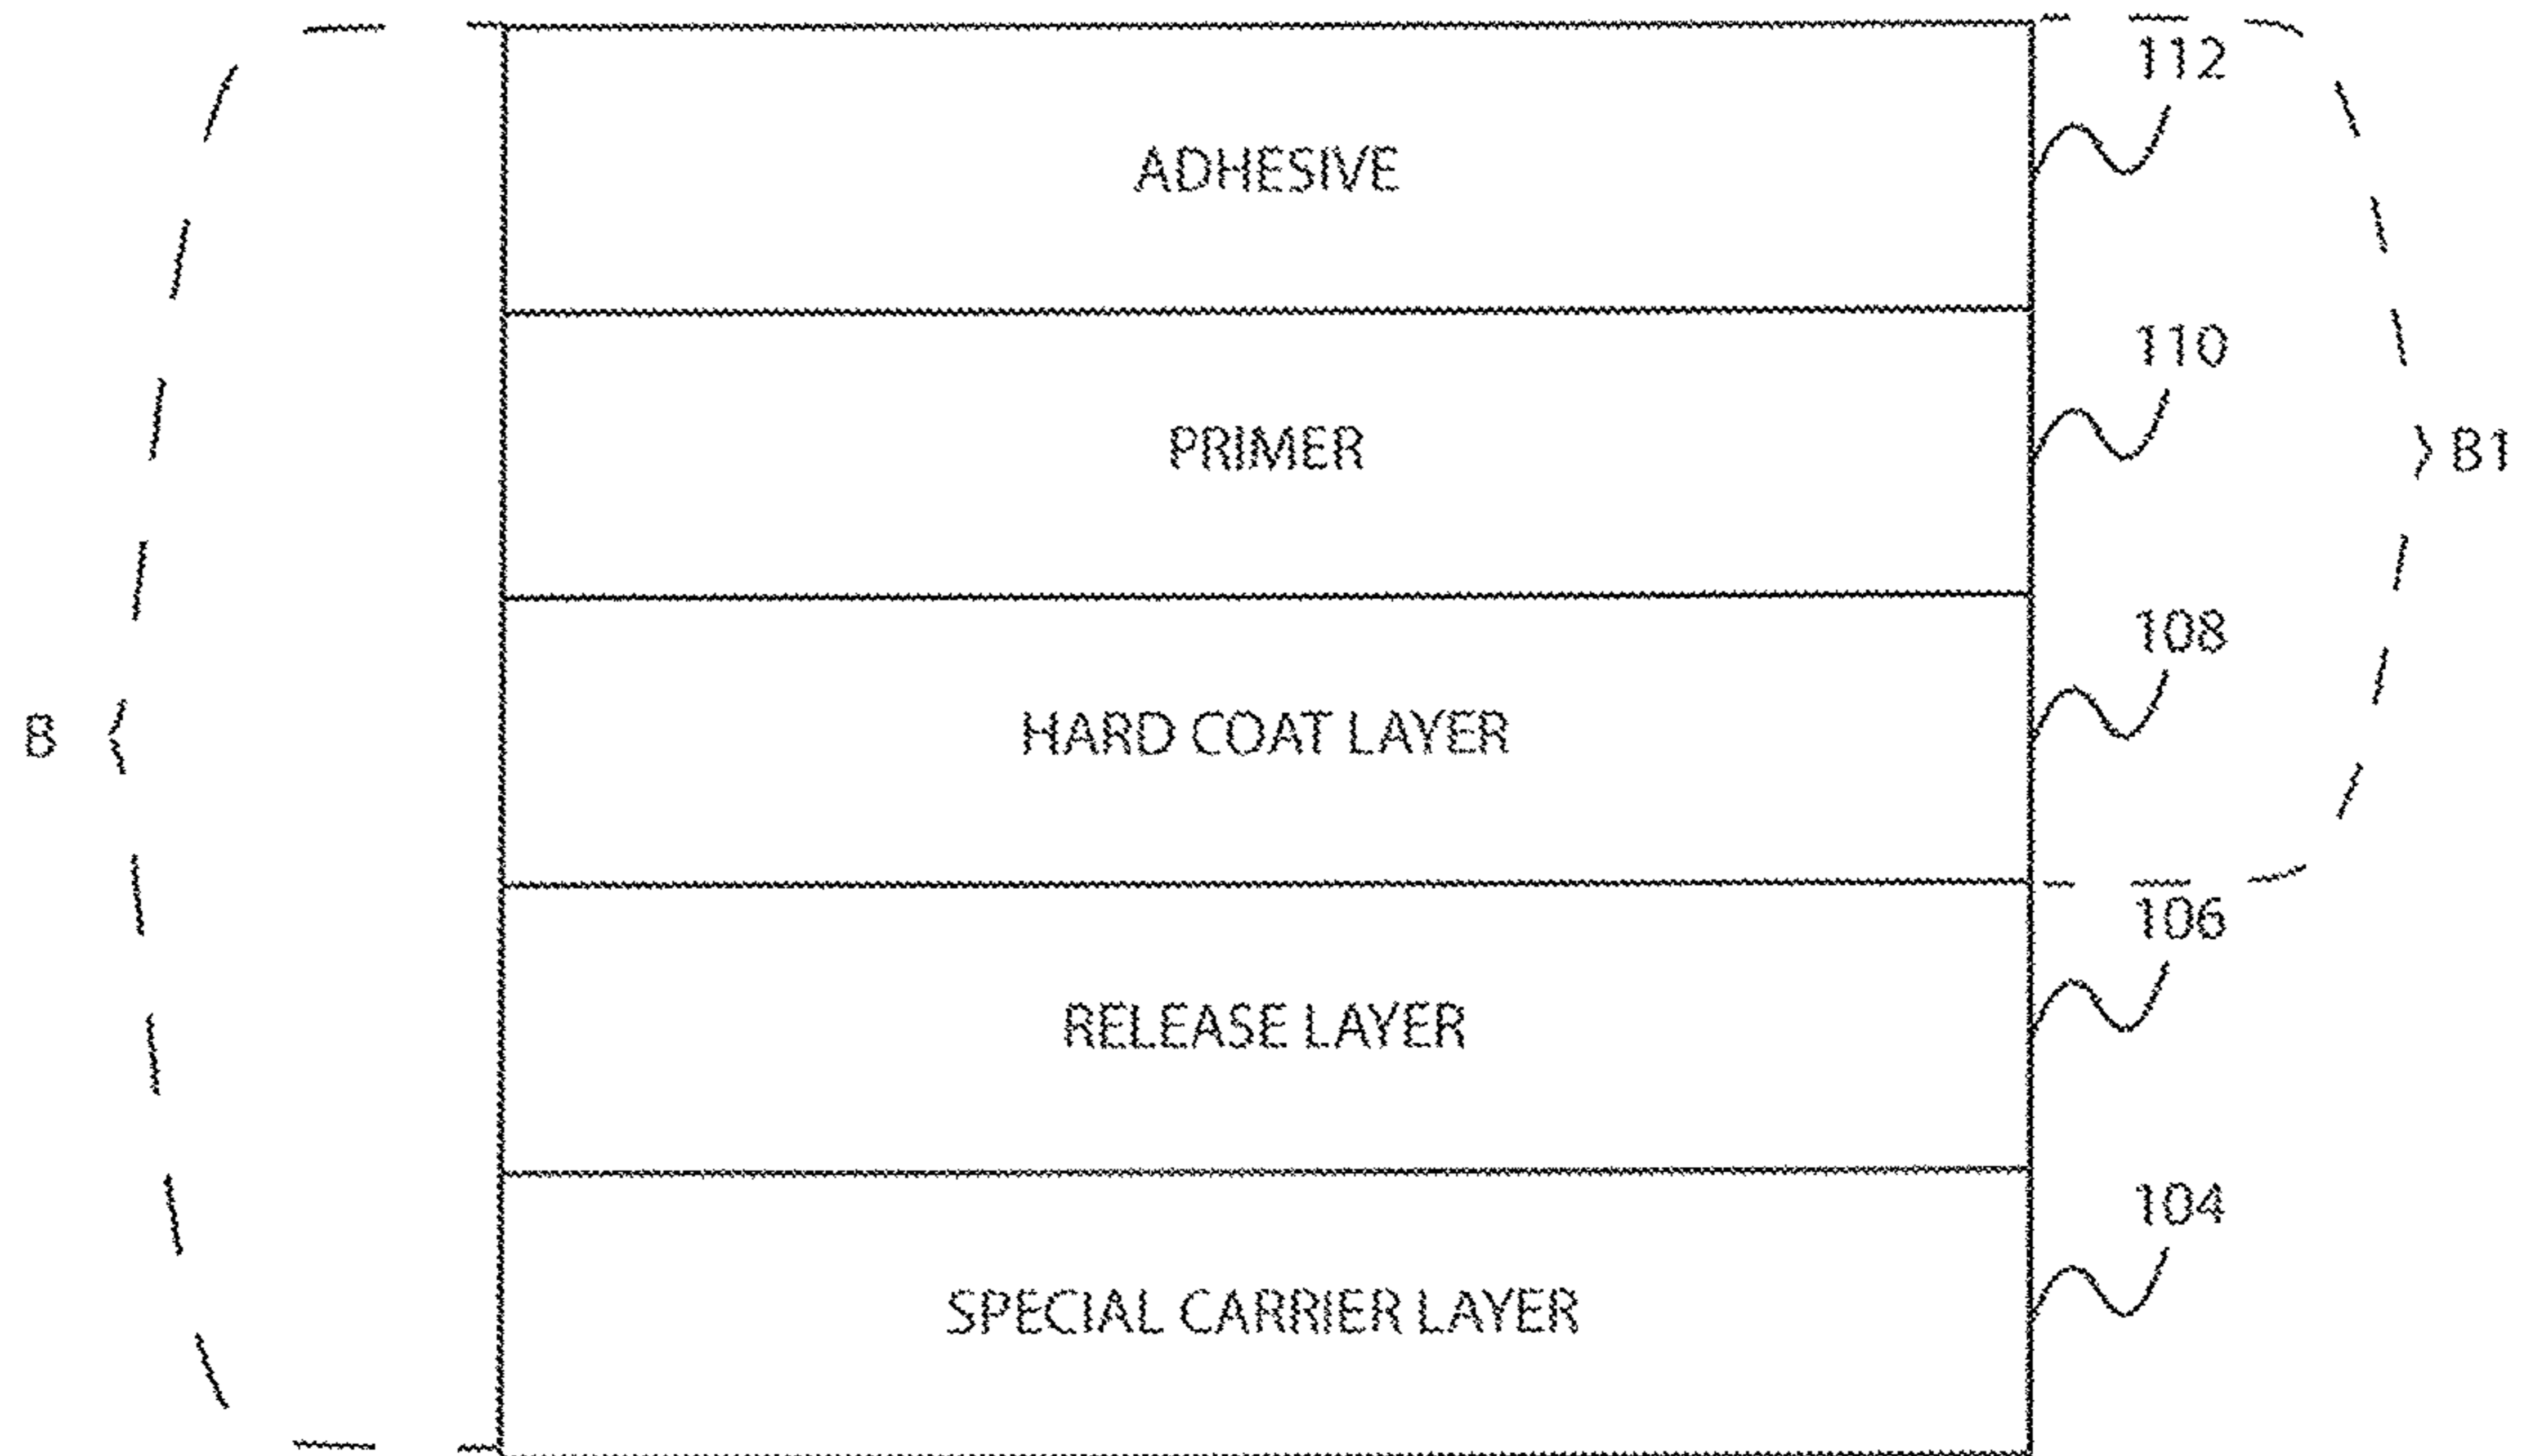 112
ADHESIVE
110
PRIMER
B1
108
HARD COAT LAYER
B
106
RELEASE LAYER
104
SPECIAL CARRIER LAYER